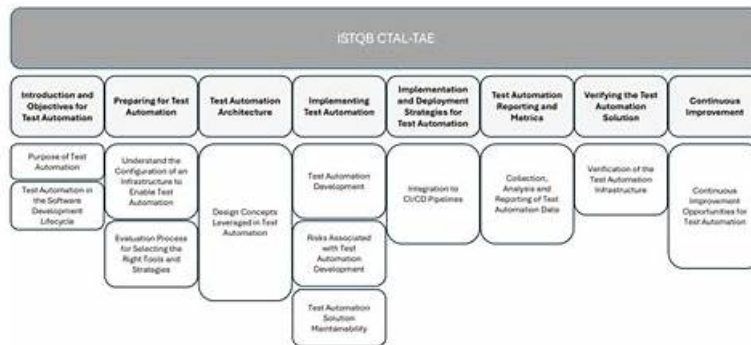 ISTQB CTAL-TAE
Introduction and
Objectives for
Test Automation
Preparing for Test
Automation
Test Automation
Architecture
Implementing
Test Automation
Implementation
and Deployment
Strategies for
Test Automation
Test Automation
Reporting and
Metrics
Verifying the Test
Automation
Solution
Continuous
Improvement
Purpose of Test
Automation
Test Automation in
the Software
Development
Lifecycle
Understand the
Configuration of an
Infrastructure to
Enable Test
Automation
Evaluation Process
for Selecting the
Right Tools and
Strategies
Design Concepts
Leveraged in Test
Automation
Test Automation
Development
Risks Associated
with Test
Automation
Development
Test Automation
Solution
Maintainability
Integration to
CI/CD Pipelines
Collection,
Analysis and
Reporting of Test
Automation Data
Verification of the
Test Automation
Infrastructure
Continuous
Improvement
Opportunities for
Test Automation